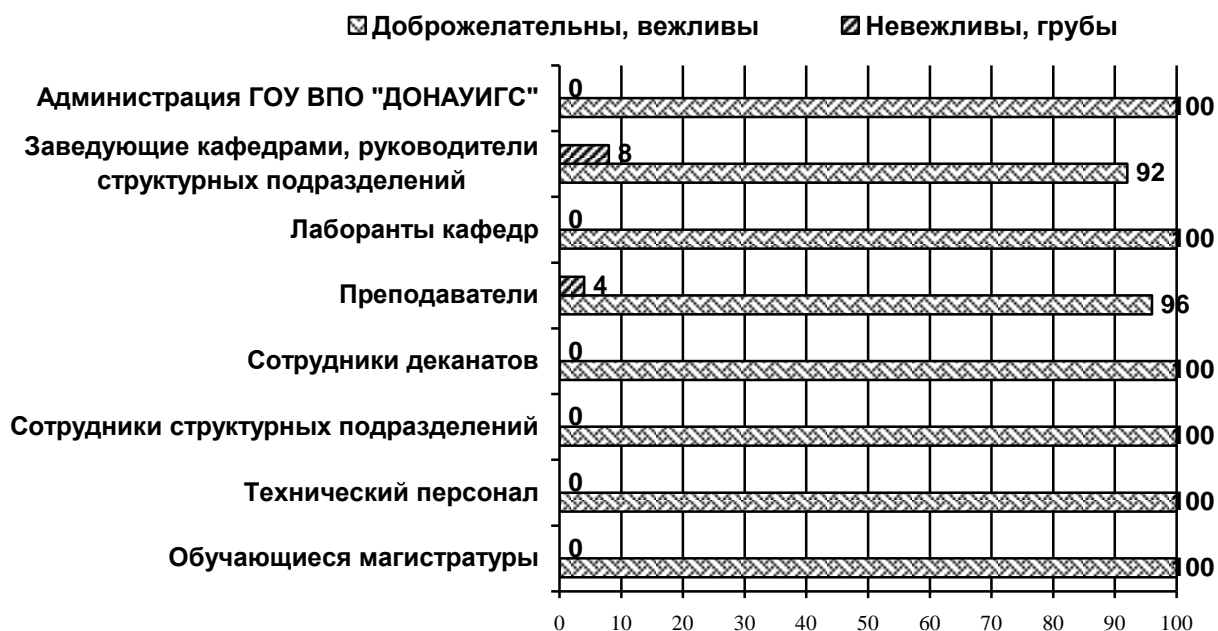 Доброжелательны, вежливы Невежливы, грубы
Администрация ГОУ ВПО "ДОНАУИГС"
0
100
Заведующие кафедрами, руководители
структурных подразделений
8
92
Лаборанты кафедр
0
100
Преподаватели
4
96
Сотрудники деканатов
0
100
Сотрудники структурных подразделений
0
100
Технический персонал
0
100
Обучающиеся магистратуры
0
100
0 10 20 30 40 50 60 70 80 90 100